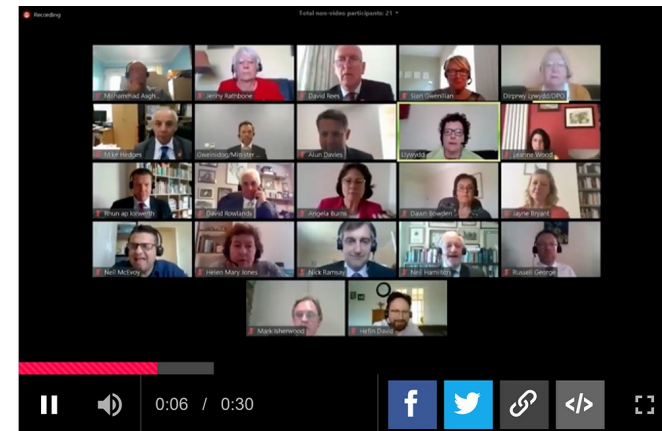 Recording
Total non-video participants: 21
Mohammad Asgh...
Jenny Rathbone
David Rees
Sian Gwenllian
Dirprwy Lywydd/DPO
Mike Hedges
Gweinidog/Minister ...
Alun Davies
Llywydd
Leanne Wood
Rhun ap Iorwerth
David Rowlands
Angela Burns
Dawn Bowden
Jayne Bryant
Neil McEvoy
Helen Mary Jones
Nick Ramsay
Neil Hamilton
Russell George
Mark Isherwood
Hefin David
0:06 / 0:30